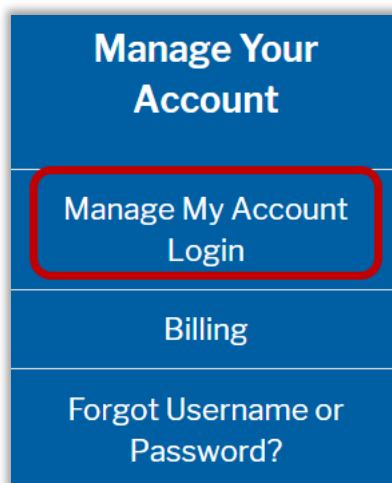 Manage Your
Account
Manage My Account
Login
Billing
Forgot Username or
Password?